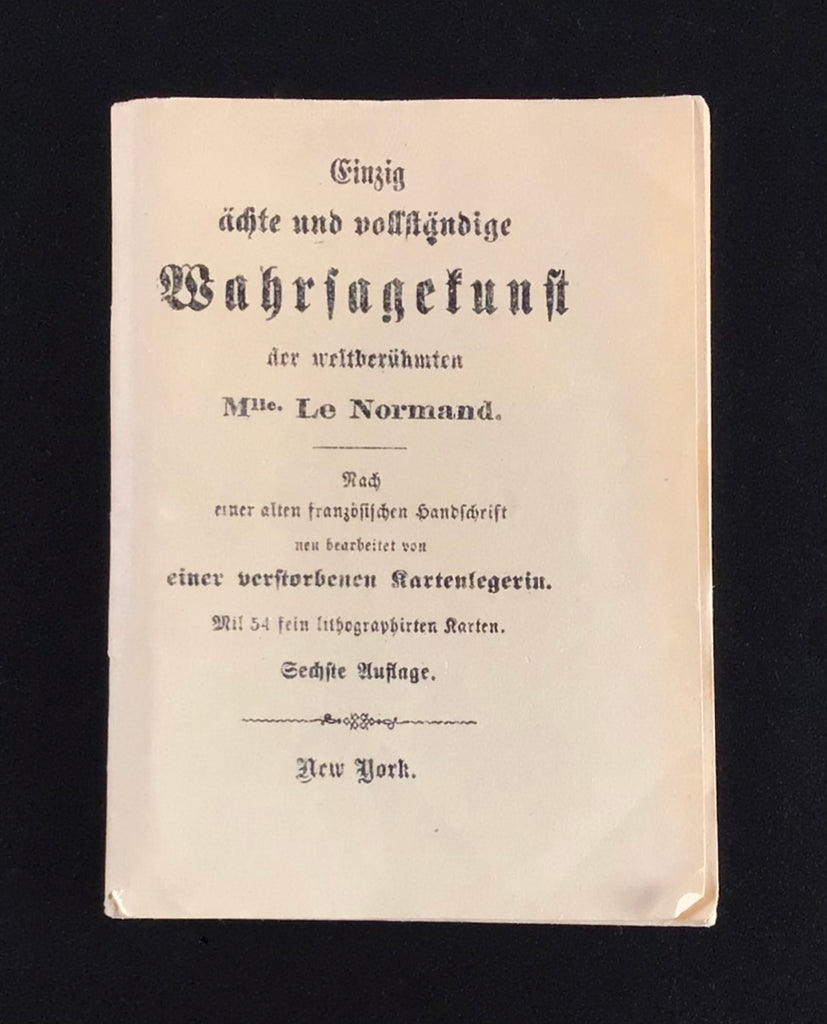 Einzig
ächte und vollständige
Wahrsagekunst
der weltberühmten
Mlle. Le Normand.
Nach
einer alten französischen Handschrift
neu bearbeitet von
einer verstorbenen Kartenlegerin.
Mit 54 fein lithographirten Karten.
Sechste Auflage.
New York.